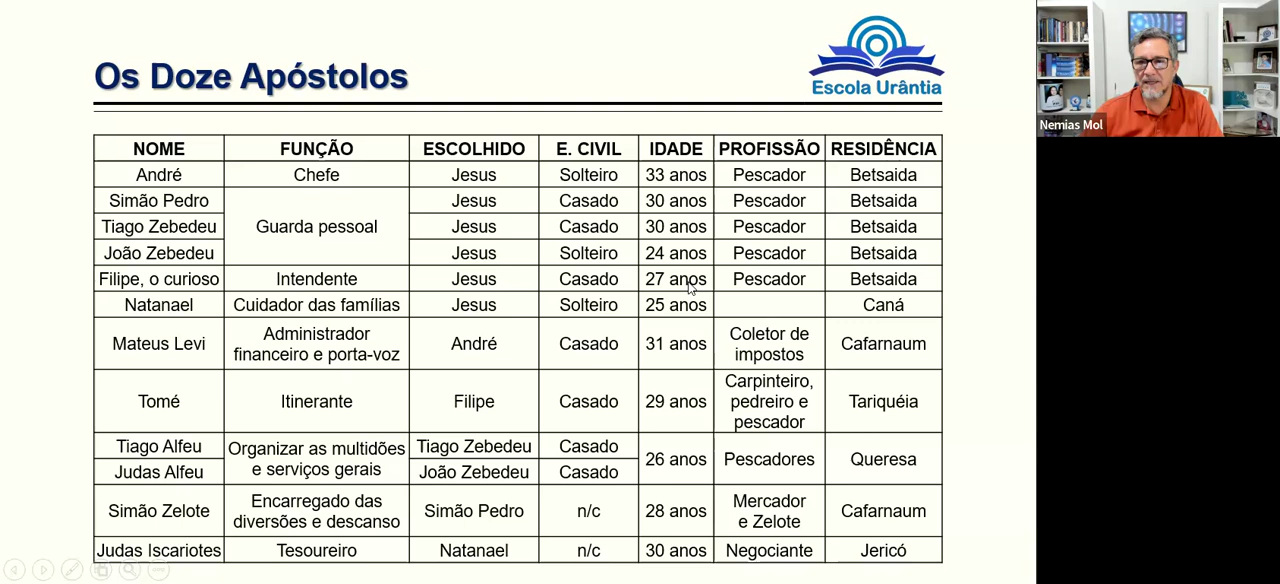 Os Doze Apóstolos
Escola Urântia
Nemias Mol
NOME FUNÇÃO ESCOLHIDO E. CIVIL IDADE PROFISSÃO RESIDÊNCIA
André Chefe Jesus Solteiro 33 anos Pescador Betsaida
Simão Pedro Jesus Casado 30 anos Pescador Betsaida
Tiago Zebedeu Guarda pessoal Jesus Casado 30 anos Pescador Betsaida
João Zebedeu Jesus Solteiro 24 anos Pescador Betsaida
Filipe, o curioso Intendente Jesus Casado 27 anos Pescador Betsaida
Natanael Cuidador das famílias Jesus Solteiro 25 anos Caná
Mateus Levi Administrador financeiro e porta-voz André Casado 31 anos Coletor de impostos Cafarnaum
Tomé Itinerante Filipe Casado 29 anos Carpinteiro, pedreiro e pescador Tariquéia
Tiago Alfeu Organizar as multidões e serviços gerais Tiago Zebedeu Casado 26 anos Pescadores Queresa
Judas Alfeu João Zebedeu Casado
Simão Zelote Encarregado das diversões e descanso Simão Pedro n/c 28 anos Mercador e Zelote Cafarnaum
Judas Iscariotes Tesoureiro Natanael n/c 30 anos Negociante Jericó